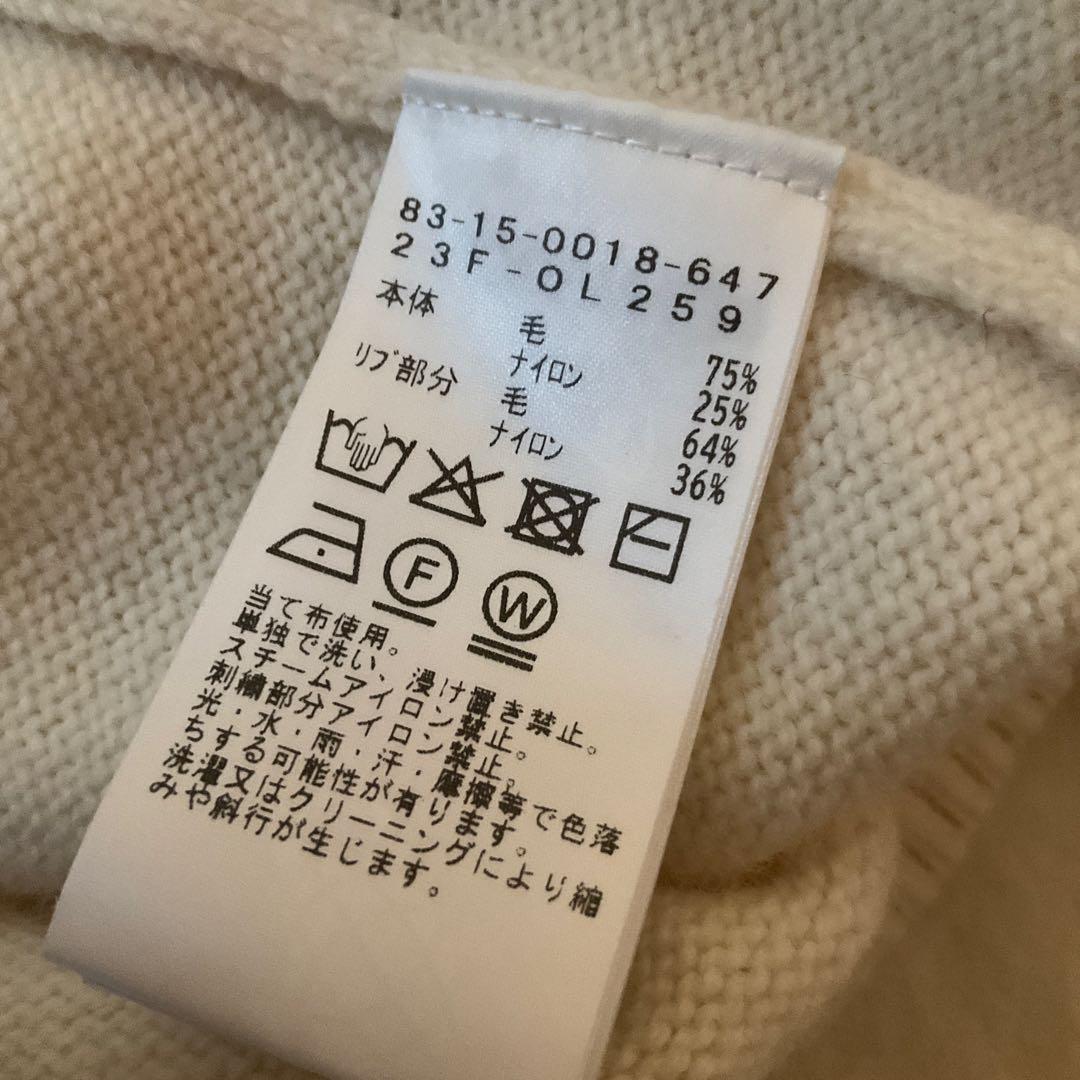 83-15-0018-647
23F-OL259
本体 毛 75%
ナイロン 25%
リブ部分 毛 64%
ナイロン 36%
F W
当て布使用。
単独で洗い、浸け置き禁止。
スチームアイロン禁止。
刺繍部分アイロン禁止。
光・水・雨・汗・摩擦等で色落
ちする可能性が有ります。
洗濯又はクリーニングにより縮
みや斜行が生じます。